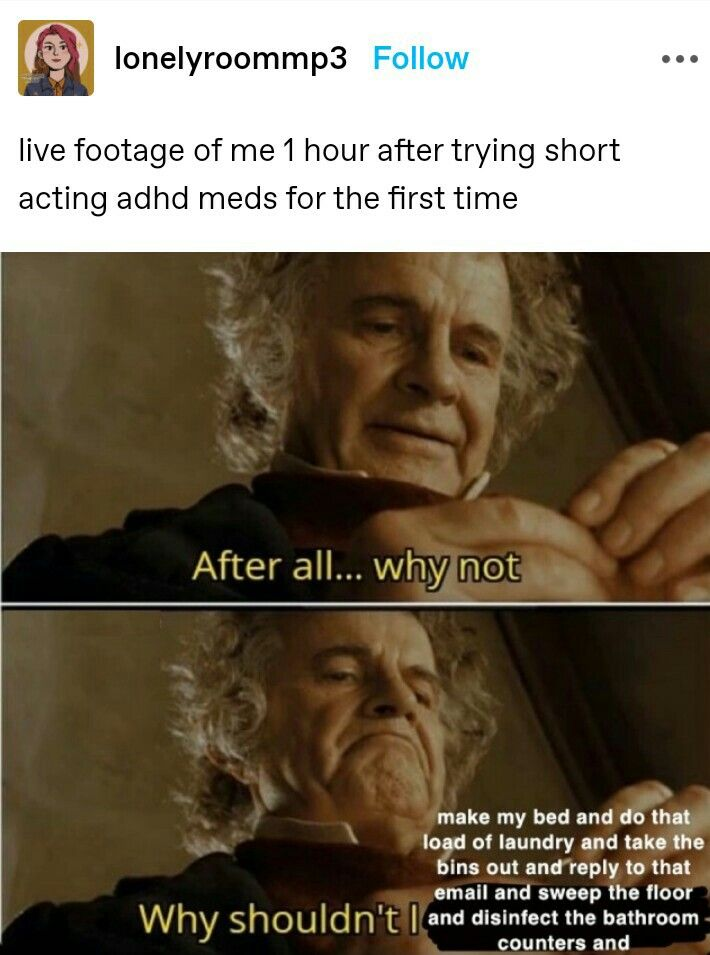 lonelyroommp3 Follow
live footage of me 1 hour after trying short
acting adhd meds for the first time
After all... why not
make my bed and do that
load of laundry and take the
bins out and reply to that
email and sweep the floor
Why shouldn't I and disinfect the bathroom
counters and